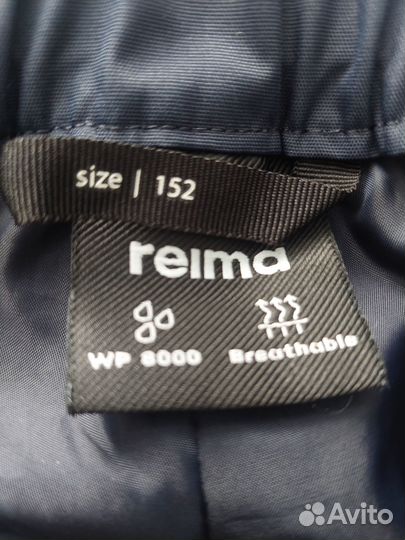 size | 152
reima
WP 8000
Breathable
Avito